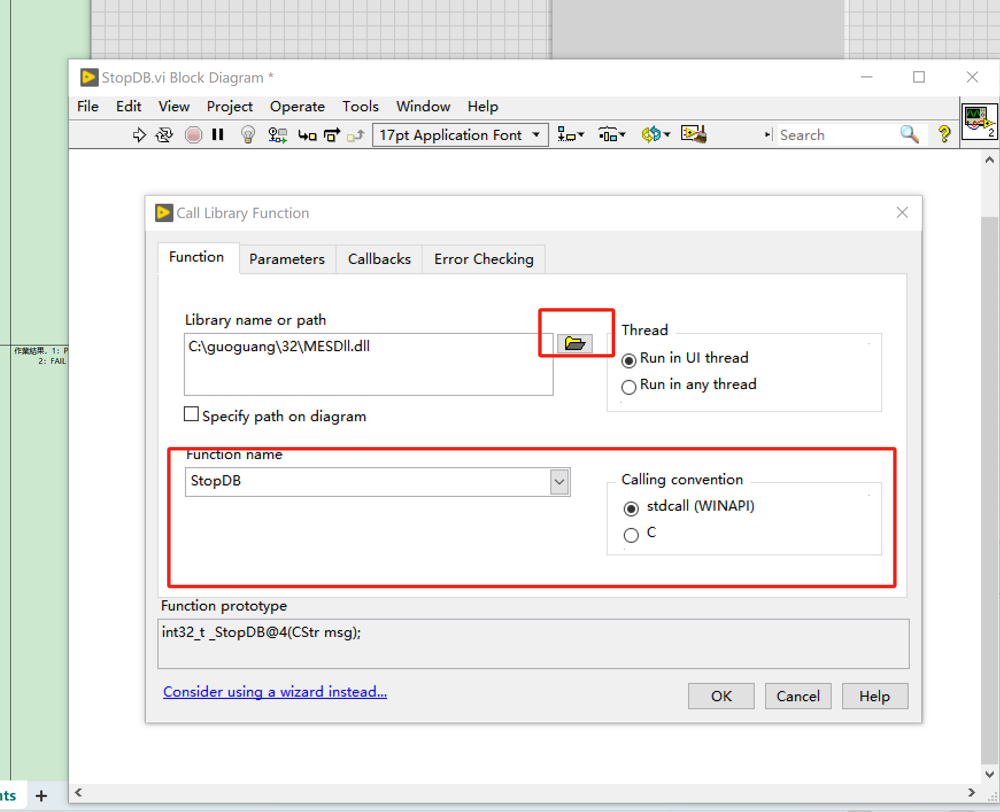 StopDB.vi Block Diagram *
File Edit View Project Operate Tools Window Help
17pt Application Font
Search
2
Call Library Function
Function Parameters Callbacks Error Checking
Library name or path
C:\guoguang\32\MESDll.dll
Thread
Run in UI thread
Run in any thread
Specify path on diagram
Function name
StopDB
Calling convention
stdcall (WINAPI)
C
Function prototype
int32_t _StopDB@4(CStr msg);
Consider using a wizard instead...
OK Cancel Help
作業結果, 1: P
2: FAIL
nts +